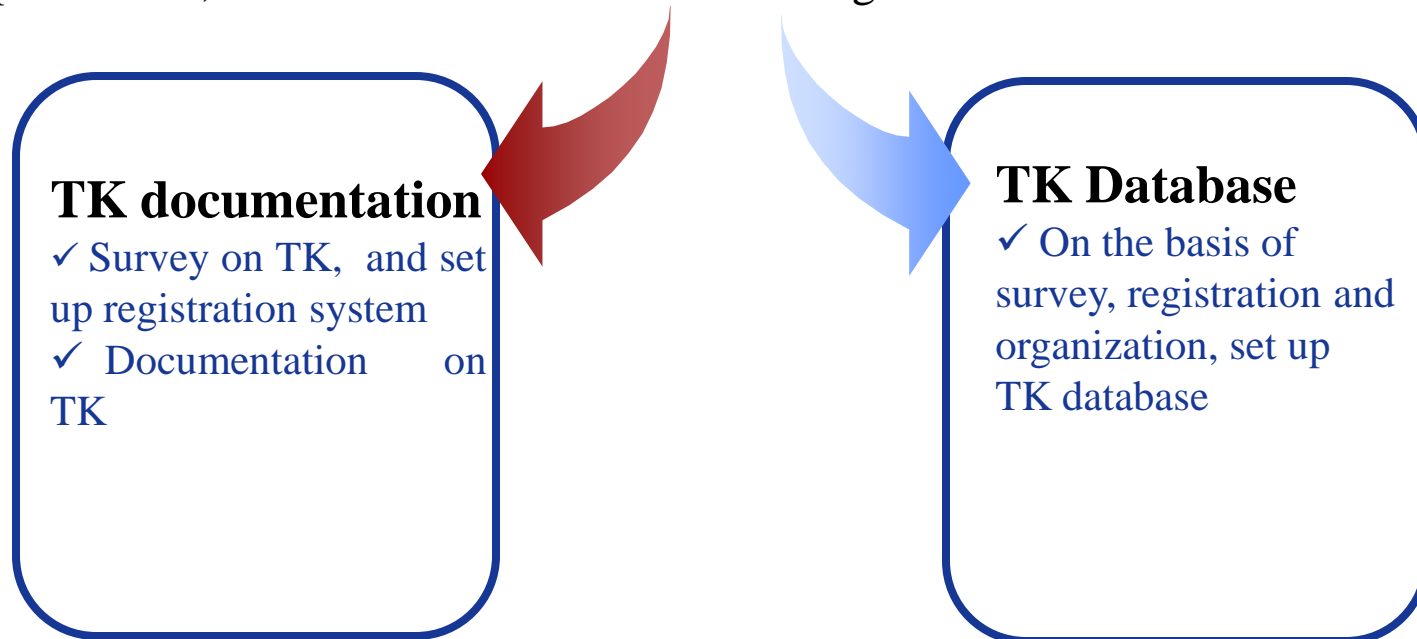 TK documentation
✓ Survey on TK, and set
up registration system
✓ Documentation on
TK
TK Database
✓ On the basis of
survey, registration and
organization, set up
TK database